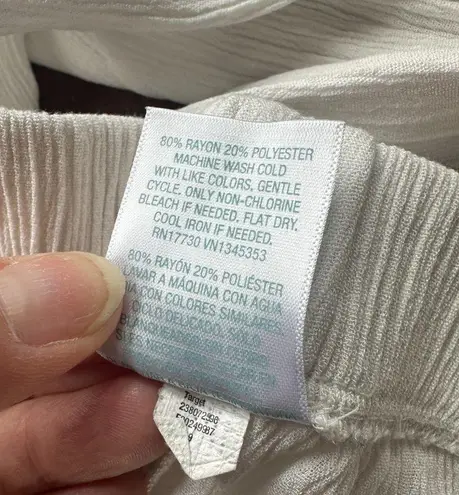 80% RAYON 20% POLYESTER
MACHINE WASH COLD
WITH LIKE COLORS, GENTLE
CYCLE. ONLY NON-CHLORINE
BLEACH IF NEEDED. FLAT DRY.
COOL IRON IF NEEDED.
RN17730 VN1345353
80% RAYÓN 20% POLIÉSTER
LAVAR A MÁQUINA CON AGUA
CON COLORES SIMILARES
CICLO DELICADO. SÓLO
Target